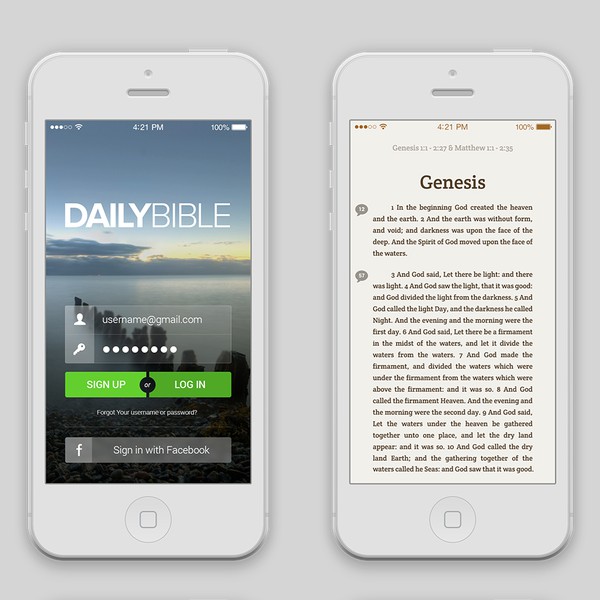 4:21 PM 100%
DAILYBIBLE
username@gmail.com
SIGN UP or LOG IN
Forgot Your username or password?
f Sign in with Facebook
4:21 PM 100%
Genesis 1:1 - 2:27 & Matthew 1:1 - 2:35
Genesis
12
1 In the beginning God created the heaven
and the earth. 2 And the earth was without form,
and void; and darkness was upon the face of the
deep. And the Spirit of God moved upon the face of
the waters.
57
3 And God said, Let there be light: and there
was light. 4 And God saw the light, that it was good:
and God divided the light from the darkness. 5 And
God called the light Day, and the darkness he called
Night. And the evening and the morning were the
first day. 6 And God said, Let there be a firmament
in the midst of the waters, and let it divide the
waters from the waters. 7 And God made the
firmament, and divided the waters which were
under the firmament from the waters which were
above the firmament: and it was so. 8 And God
called the firmament Heaven. And the evening and
the morning were the second day. 9 And God said,
Let the waters under the heaven be gathered
together unto one place, and let the dry land
appear: and it was so. 10 And God called the dry
land Earth; and the gathering together of the
waters called he Seas: and God saw that it was good.